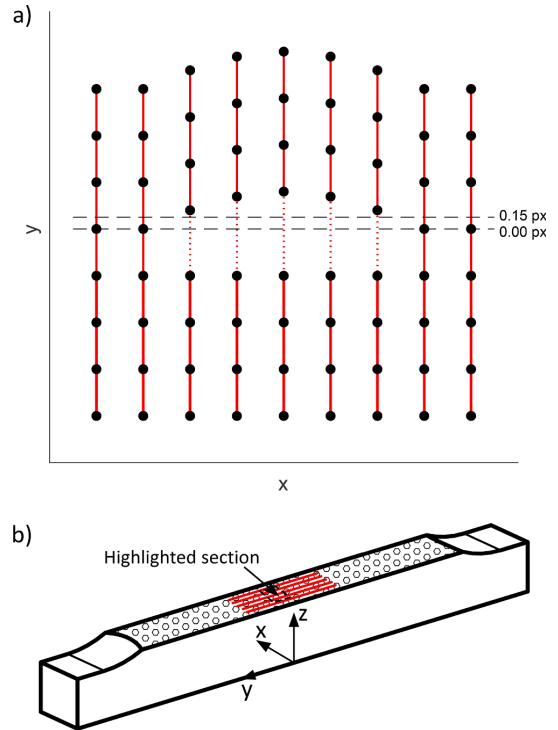 a)
0.15 px
0.00 px
y
x
b)
Highlighted section
z
x
y